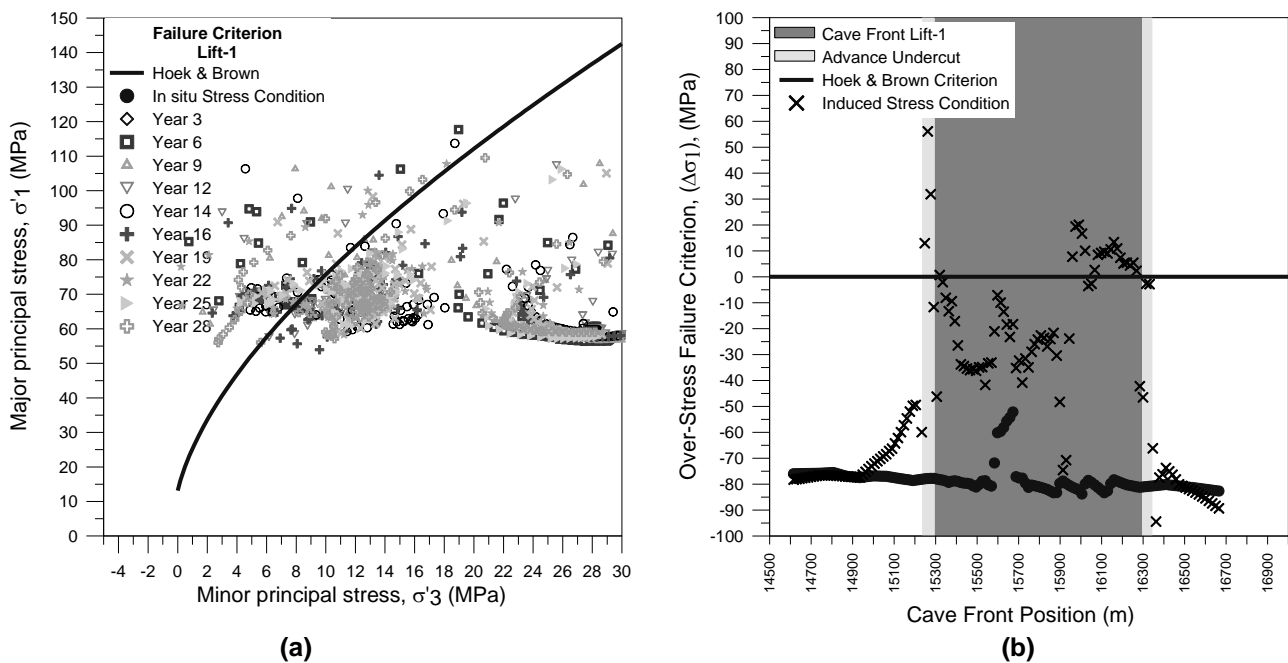 Failure Criterion
Lift-1
Hoek & Brown
In situ Stress Condition
Year 3
Year 6
Year 9
Year 12
Year 14
Year 16
Year 19
Year 22
Year 25
Year 28
Major principal stress, σ'1 (MPa)
150
140
130
120
110
100
90
80
70
60
50
40
30
20
10
0
-4 -2 0 2 4 6 8 10 12 14 16 18 20 22 24 26 28 30
Minor principal stress, σ'3 (MPa)
(a)
Cave Front Lift-1
Advance Undercut
Hoek & Brown Criterion
Induced Stress Condition
Over-Stress Failure Criterion, (Δσ1), (MPa)
100
90
80
70
60
50
40
30
20
10
0
-10
-20
-30
-40
-50
-60
-70
-80
-90
-100
14500 14700 14900 15100 15300 15500 15700 15900 16100 16300 16500 16700 16900
Cave Front Position (m)
(b)